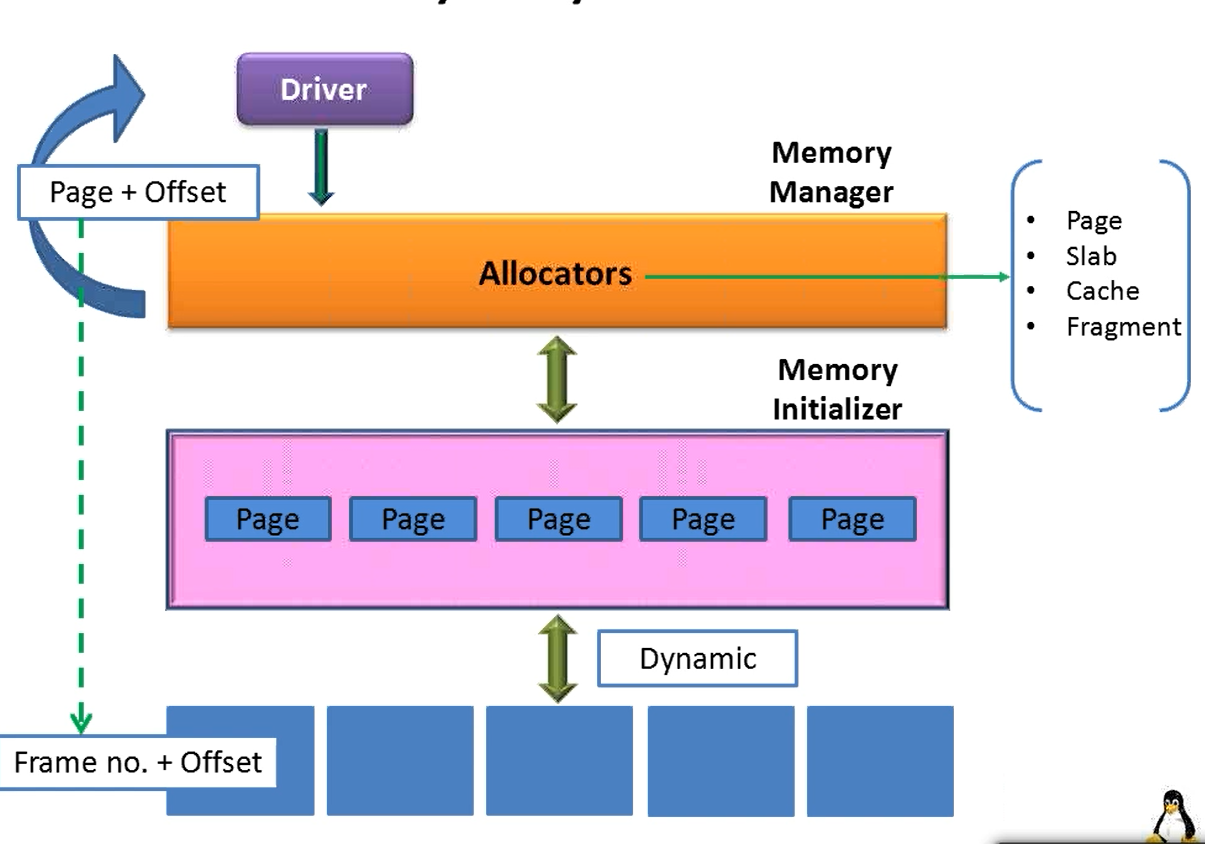 Driver
Page + Offset
Memory
Manager
Allocators
• Page
• Slab
• Cache
• Fragment
Memory
Initializer
Page Page Page Page Page
Dynamic
Frame no. + Offset